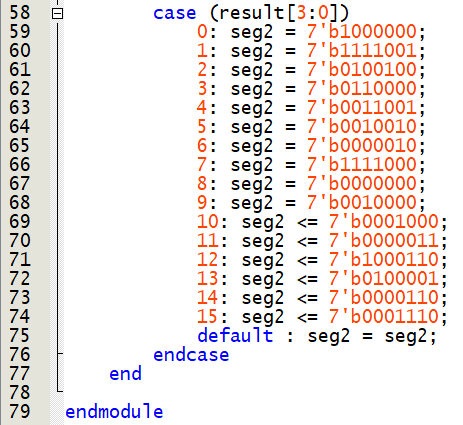 58 case (result[3:0])
59 0: seg2 = 7'b1000000;
60 1: seg2 = 7'b1111001;
61 2: seg2 = 7'b0100100;
62 3: seg2 = 7'b0110000;
63 4: seg2 = 7'b0011001;
64 5: seg2 = 7'b0010010;
65 6: seg2 = 7'b0000010;
66 7: seg2 = 7'b1111000;
67 8: seg2 = 7'b0000000;
68 9: seg2 = 7'b0010000;
69 10: seg2 <= 7'b0001000;
70 11: seg2 <= 7'b0000011;
71 12: seg2 <= 7'b1000110;
72 13: seg2 <= 7'b0100001;
73 14: seg2 <= 7'b0000110;
74 15: seg2 <= 7'b0001110;
75 default : seg2 = seg2;
76 endcase
77 end
78
79 endmodule